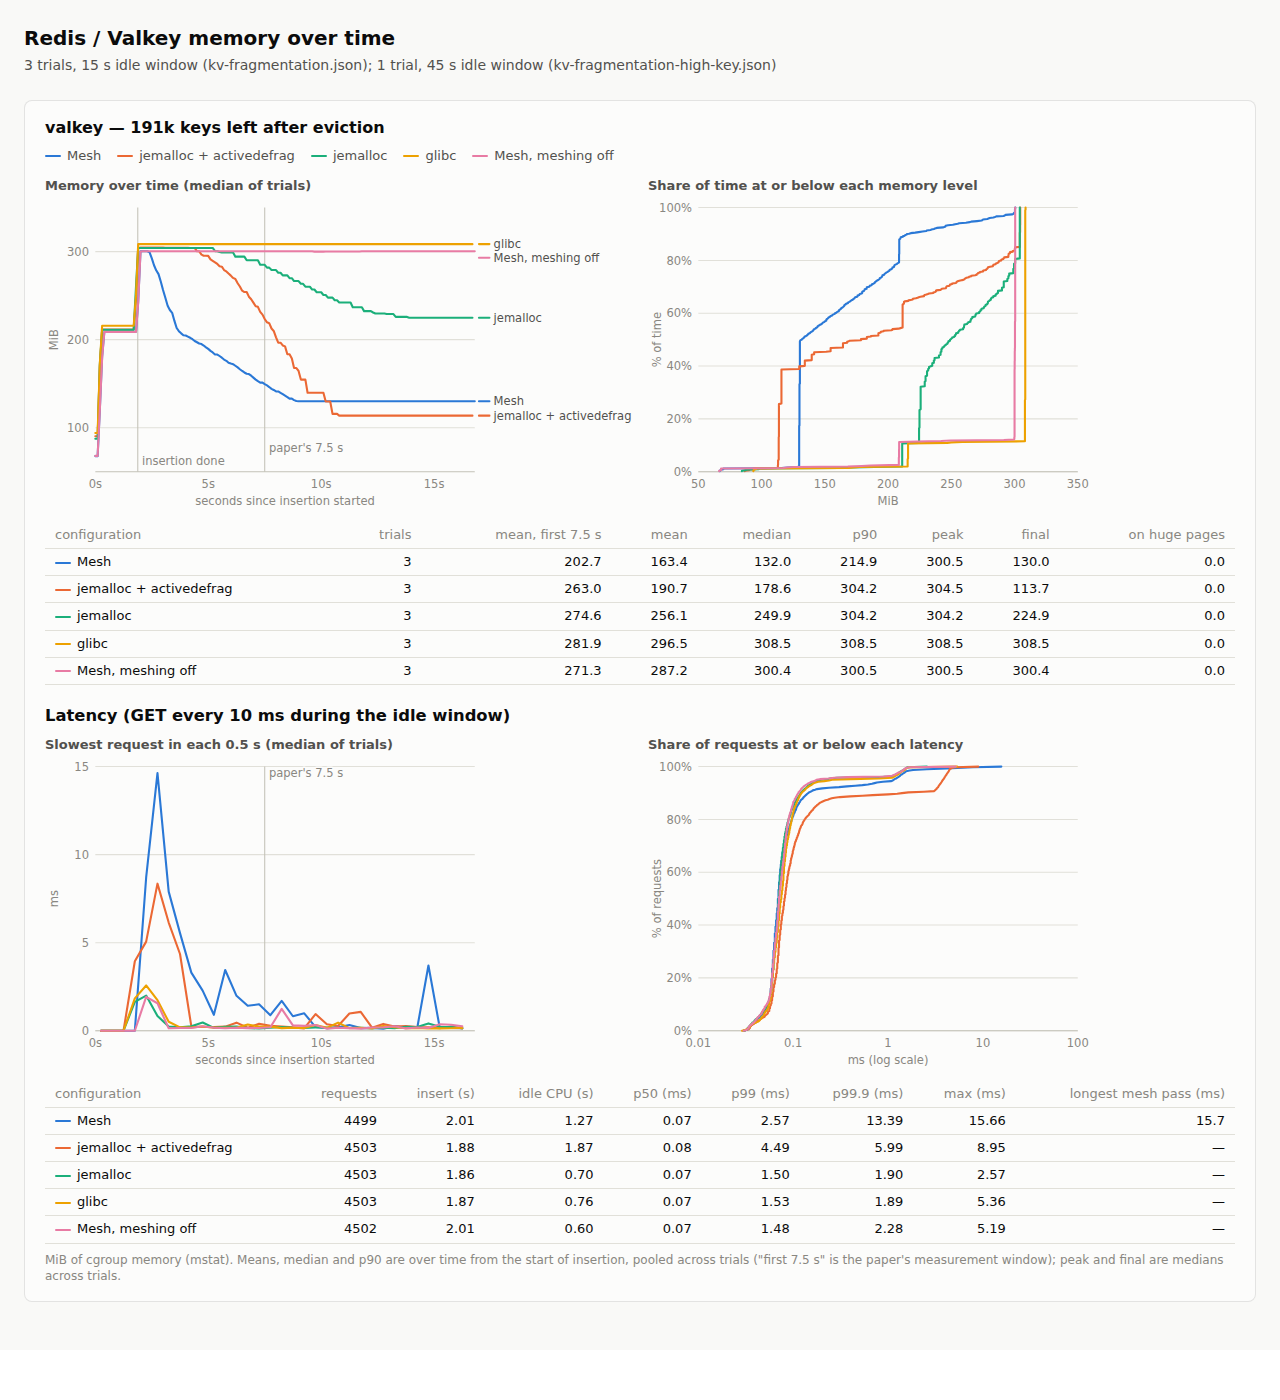 Redis / Valkey memory over time
3 trials, 15 s idle window (kv-fragmentation.json); 1 trial, 45 s idle window (kv-fragmentation-high-key.json)
valkey — 191k keys left after eviction
Mesh jemalloc + activedefrag jemalloc glibc Mesh, meshing off
Memory over time (median of trials)
300
200
100
MiB
insertion done
paper's 7.5 s
glibc
Mesh, meshing off
jemalloc
Mesh
jemalloc + activedefrag
0s 5s 10s 15s
seconds since insertion started
Share of time at or below each memory level
100%
80%
60%
40%
20%
0%
% of time
50 100 150 200 250 300 350
MiB
configuration trials mean, first 7.5 s mean median p90 peak final on huge pages
Mesh 3 202.7 163.4 132.0 214.9 300.5 130.0 0.0
jemalloc + activedefrag 3 263.0 190.7 178.6 304.2 304.5 113.7 0.0
jemalloc 3 274.6 256.1 249.9 304.2 304.2 224.9 0.0
glibc 3 281.9 296.5 308.5 308.5 308.5 308.5 0.0
Mesh, meshing off 3 271.3 287.2 300.4 300.5 300.5 300.4 0.0
Latency (GET every 10 ms during the idle window)
Slowest request in each 0.5 s (median of trials)
15
10
5
0
ms
paper's 7.5 s
0s 5s 10s 15s
seconds since insertion started
Share of requests at or below each latency
100%
80%
60%
40%
20%
0%
% of requests
0.01 0.1 1 10 100
ms (log scale)
configuration requests insert (s) idle CPU (s) p50 (ms) p99 (ms) p99.9 (ms) max (ms) longest mesh pass (ms)
Mesh 4499 2.01 1.27 0.07 2.57 13.39 15.66 15.7
jemalloc + activedefrag 4503 1.88 1.87 0.08 4.49 5.99 8.95 —
jemalloc 4503 1.86 0.70 0.07 1.50 1.90 2.57 —
glibc 4503 1.87 0.76 0.07 1.53 1.89 5.36 —
Mesh, meshing off 4502 2.01 0.60 0.07 1.48 2.28 5.19 —
MiB of cgroup memory (mstat). Means, median and p90 are over time from the start of insertion, pooled across trials ("first 7.5 s" is the paper's measurement window); peak and final are medians
across trials.